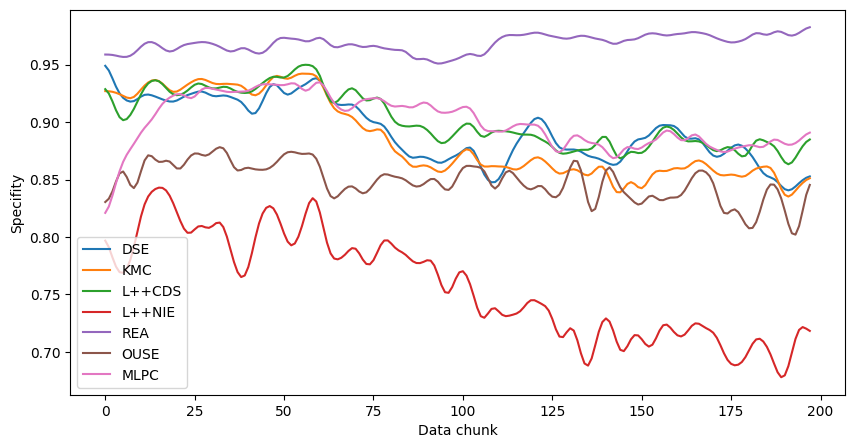 0.95
0.90
0.85
0.80
0.75
0.70
Specifity
DSE
KMC
L++CDS
L++NIE
REA
OUSE
MLPC
0 25 50 75 100 125 150 175 200
Data chunk